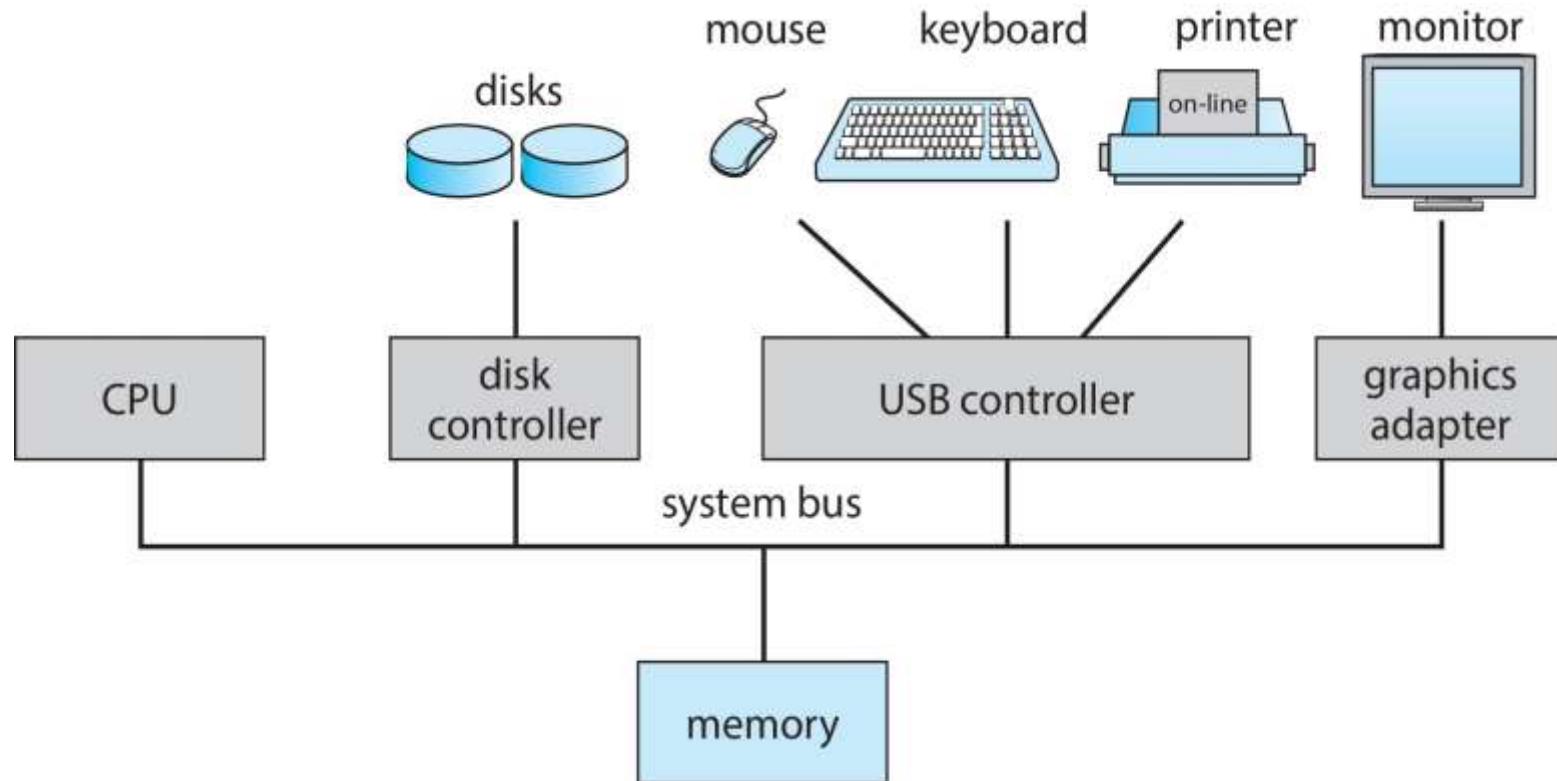 mouse
keyboard
printer
monitor
disks
on-line
CPU
disk
controller
USB controller
graphics
adapter
system bus
memory